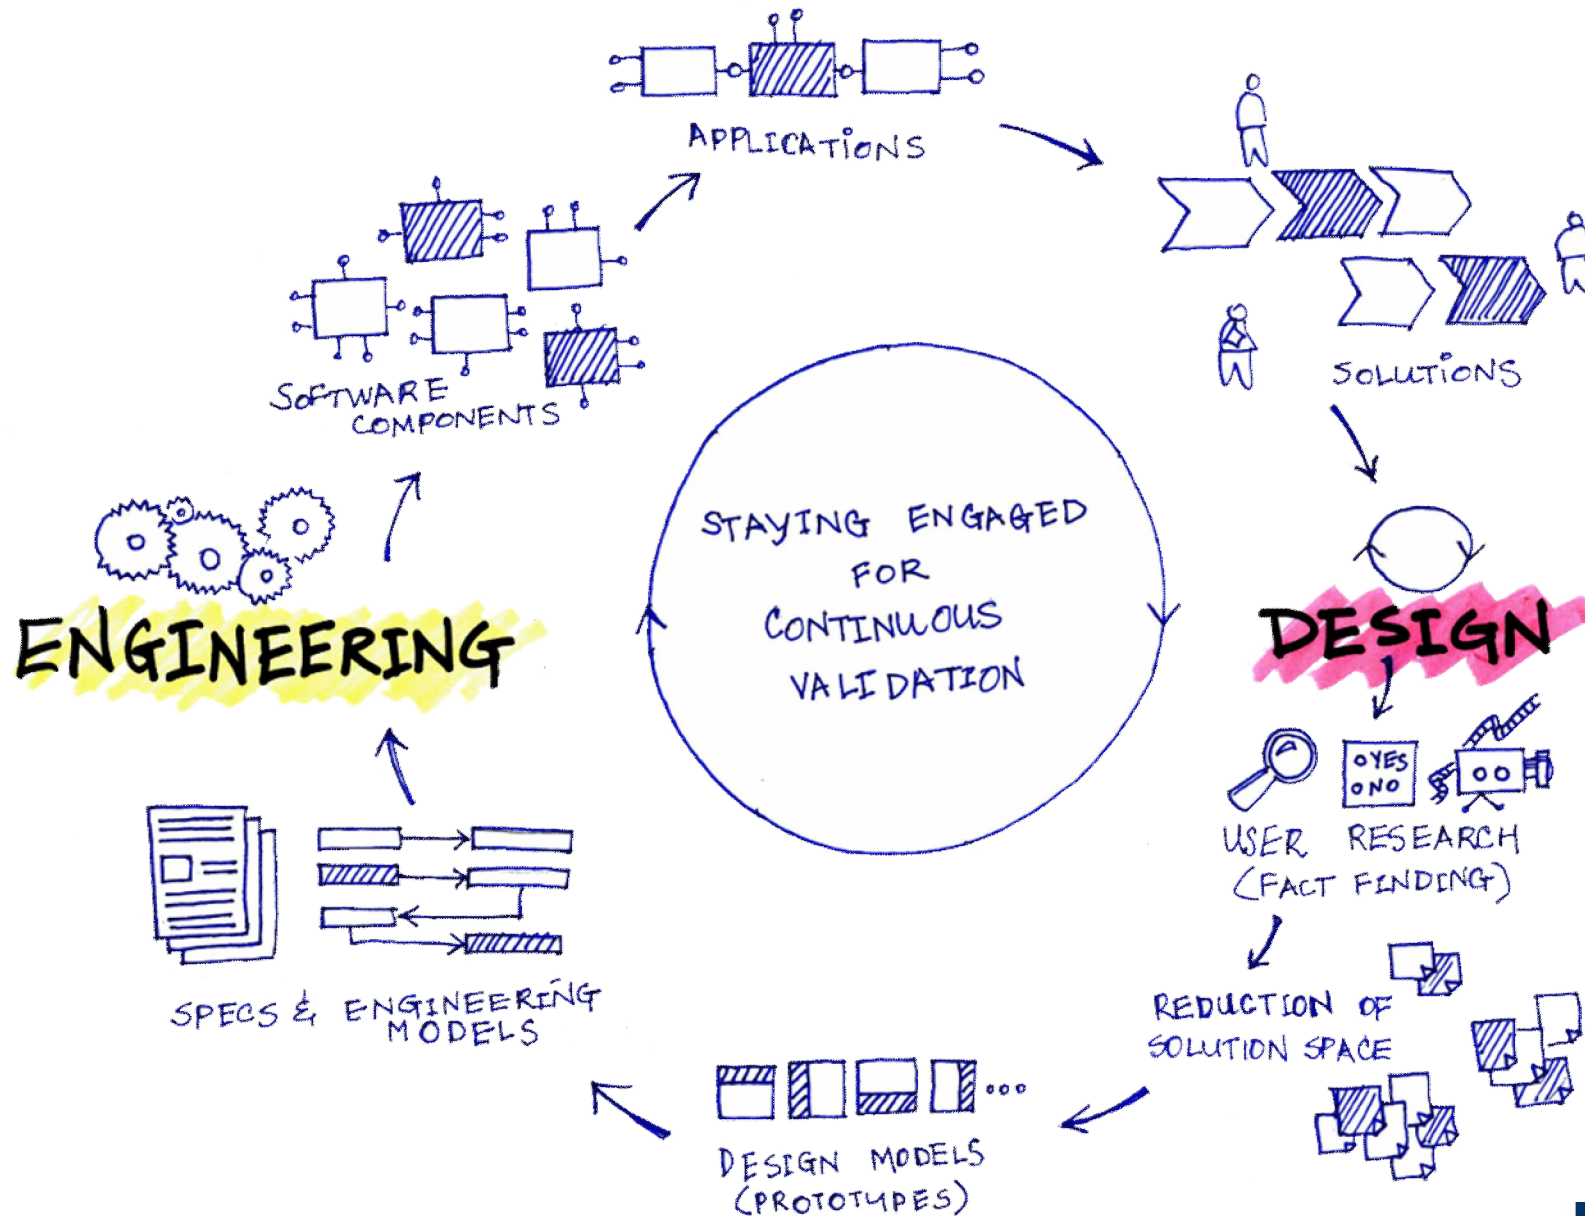 APPLICATIONS
SOLUTIONS
SOFTWARE
COMPONENTS
STAYING ENGAGED
FOR
CONTINUOUS
VALIDATION
ENGINEERING
DESIGN
YES
NO
USER RESEARCH
(FACT FINDING)
REDUCTION OF
SOLUTION SPACE
SPECS & ENGINEERING
MODELS
DESIGN MODELS
(PROTOTYPES)